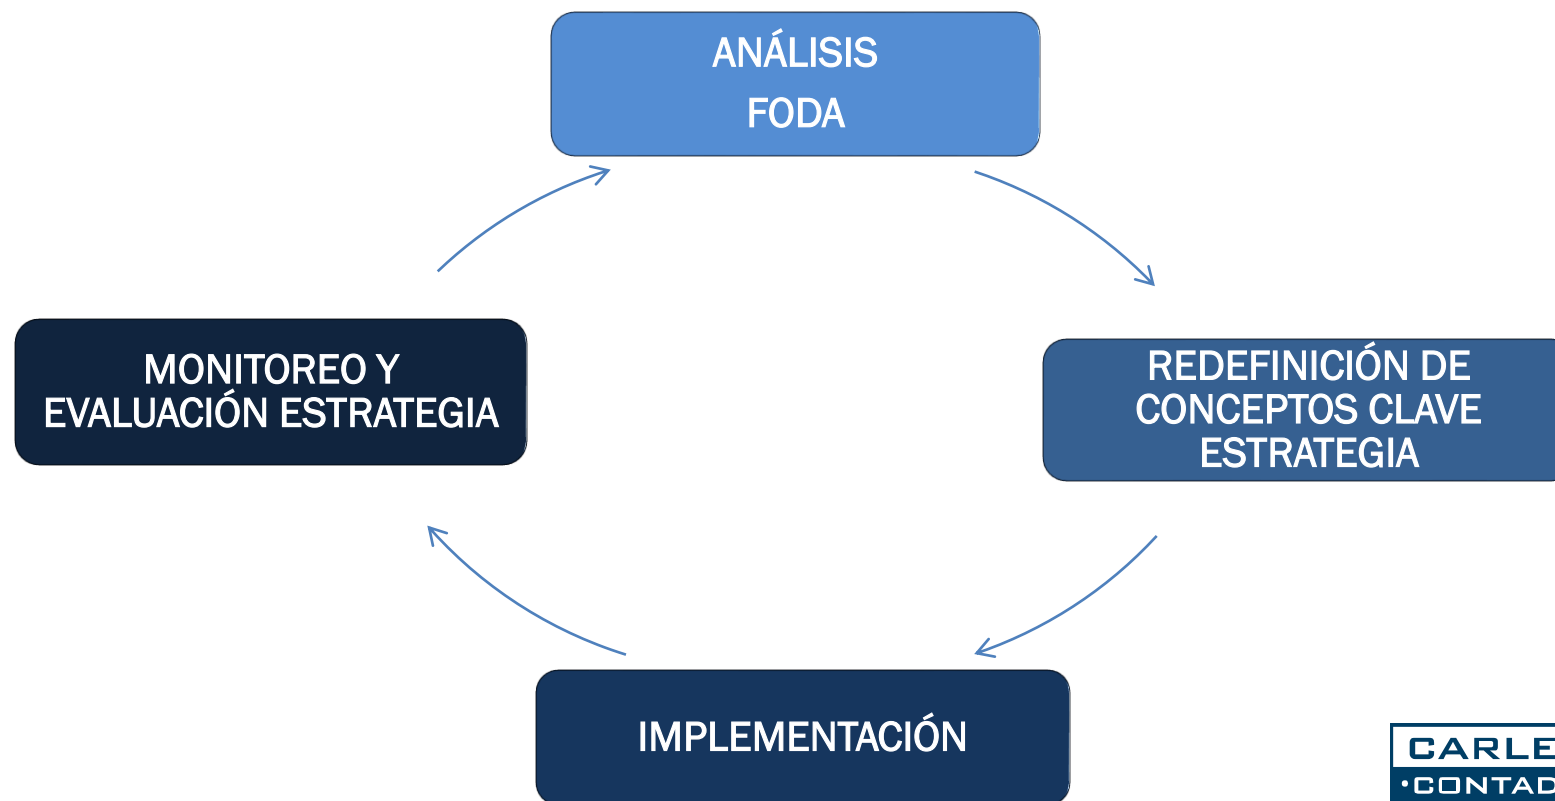 ANÁLISIS
FODA
MONITOREO Y
EVALUACIÓN ESTRATEGIA
REDEFINICIÓN DE
CONCEPTOS CLAVE
ESTRATEGIA
IMPLEMENTACIÓN